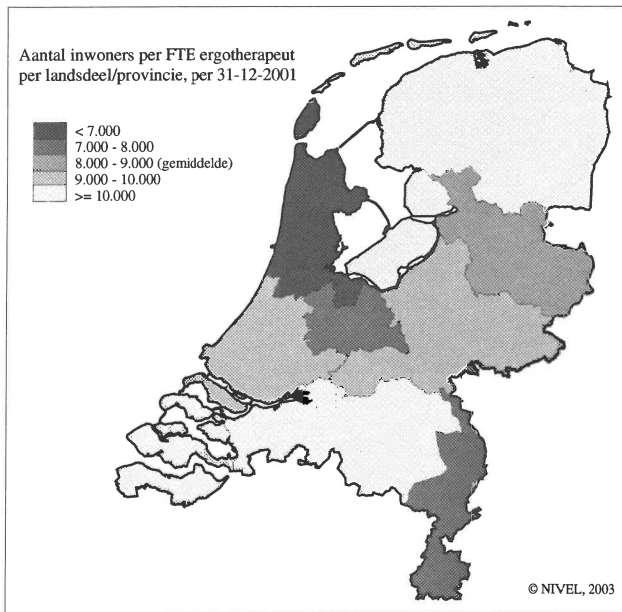 Aantal inwoners per FTE ergotherapeut
per landsdeel/provincie, per 31-12-2001
< 7.000
7.000 - 8.000
8.000 - 9.000 (gemiddelde)
9.000 - 10.000
>= 10.000
© NIVEL, 2003